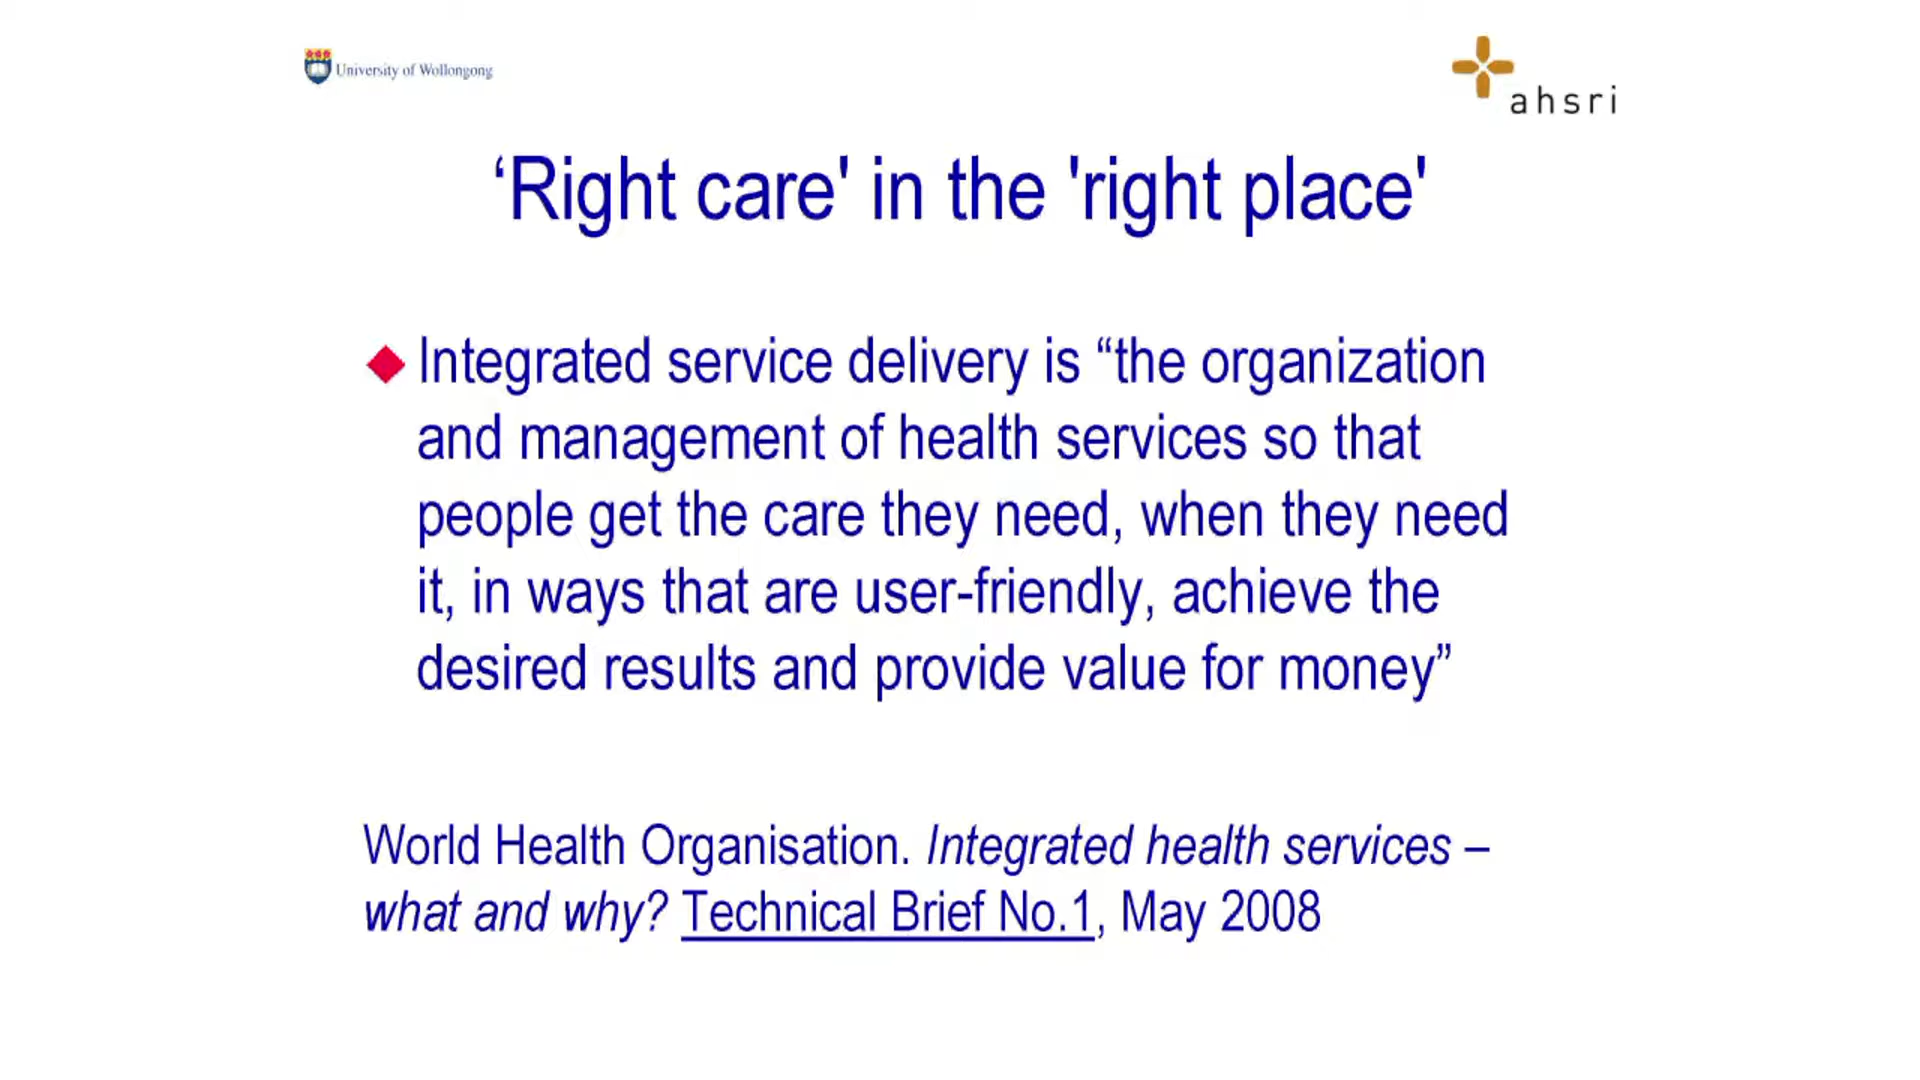 University of Wollongong
ahsri
‘Right care' in the 'right place'
Integrated service delivery is “the organization
and management of health services so that
people get the care they need, when they need
it, in ways that are user-friendly, achieve the
desired results and provide value for money”
World Health Organisation. Integrated health services –
what and why? Technical Brief No.1, May 2008